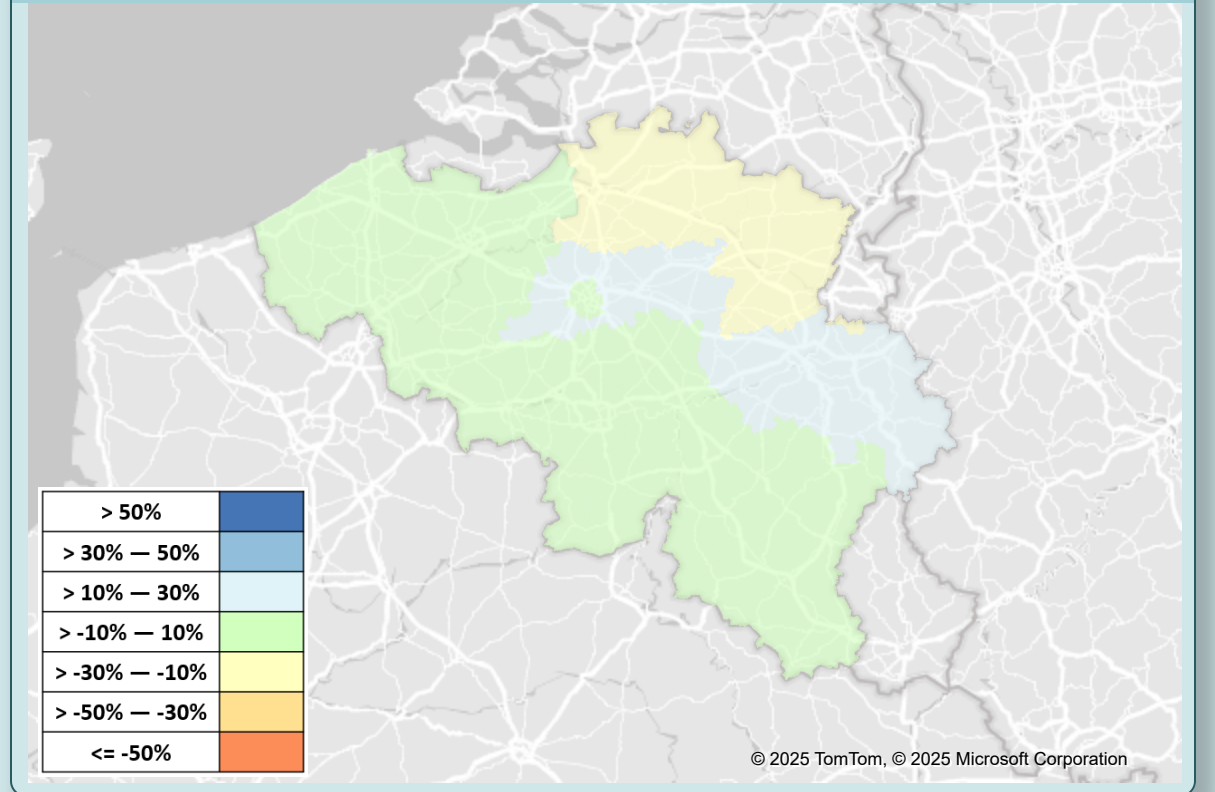 > 50%
> 30% — 50%
> 10% — 30%
> -10% — 10%
> -30% — -10%
> -50% — -30%
<= -50%
© 2025 TomTom, © 2025 Microsoft Corporation